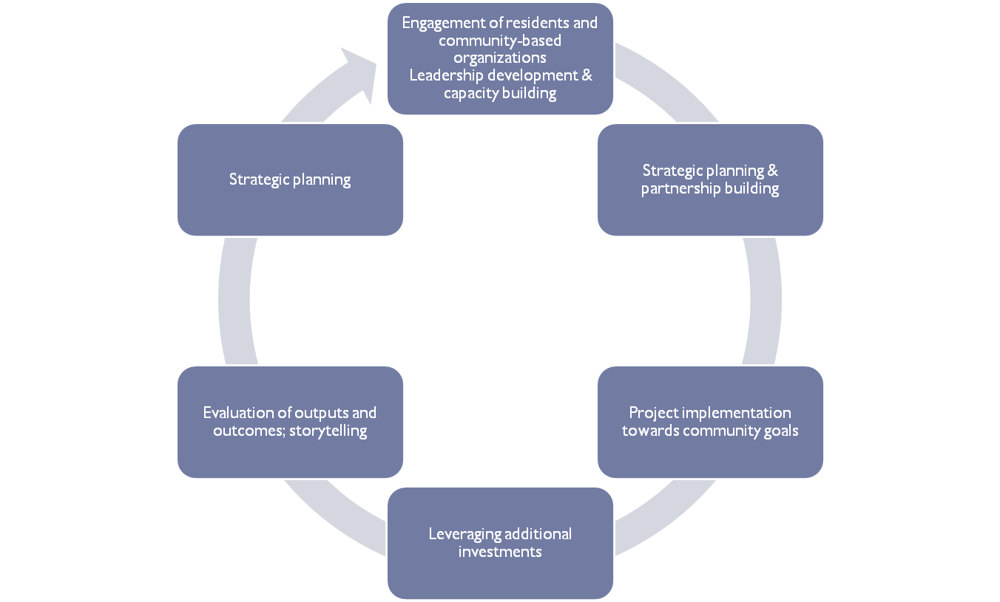 Engagement of residents and
community-based
organizations
Leadership development &
capacity building
Strategic planning &
partnership building
Project implementation
towards community goals
Leveraging additional
investments
Evaluation of outputs and
outcomes; storytelling
Strategic planning